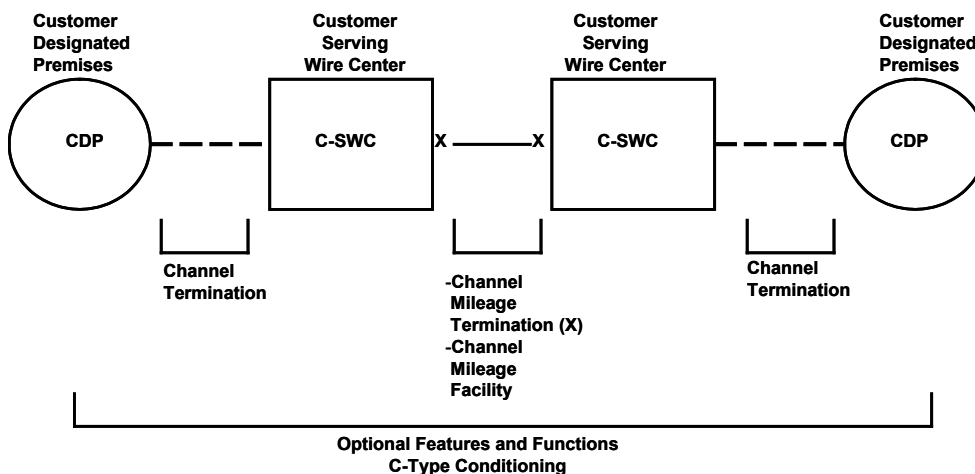 Customer
Designated
Premises
Customer
Serving
Wire Center
Customer
Serving
Wire Center
Customer
Designated
Premises
CDP
C-SWC
X
X
C-SWC
CDP
Channel
Termination
-Channel
Mileage
Termination (X)
-Channel
Mileage
Facility
Channel
Termination
Optional Features and Functions
C-Type Conditioning